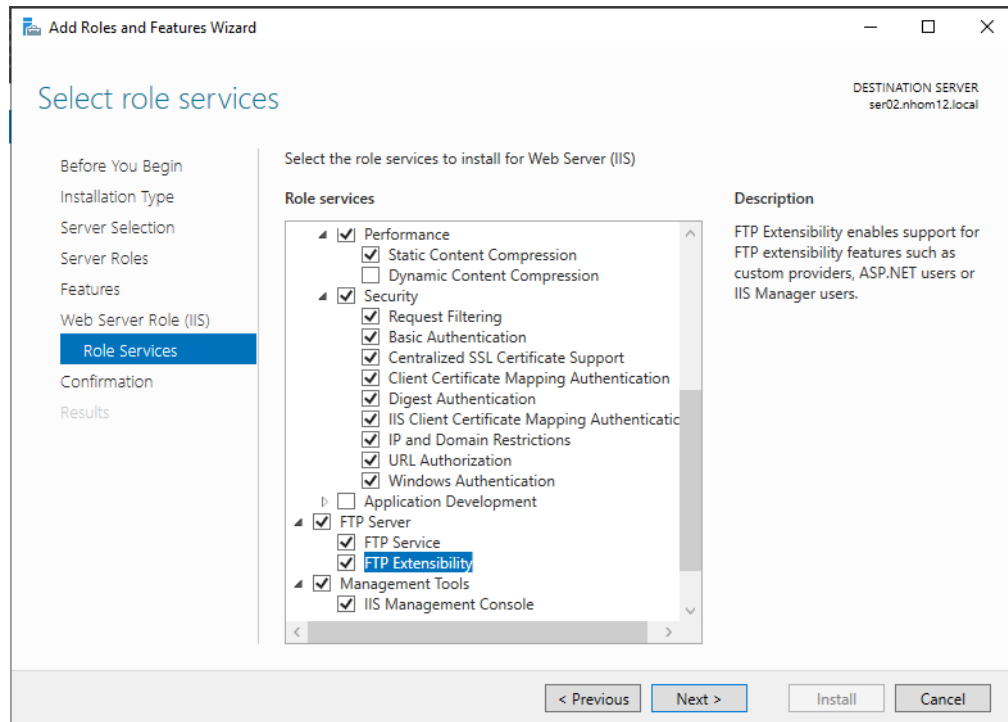 Add Roles and Features Wizard
Select role services
DESTINATION SERVER
ser02.nhom12.local
Before You Begin
Installation Type
Server Selection
Server Roles
Features
Web Server Role (IIS)
Role Services
Confirmation
Results
Select the role services to install for Web Server (IIS)
Role services
Performance
Static Content Compression
Dynamic Content Compression
Security
Request Filtering
Basic Authentication
Centralized SSL Certificate Support
Client Certificate Mapping Authentication
Digest Authentication
IIS Client Certificate Mapping Authenticatic
IP and Domain Restrictions
URL Authorization
Windows Authentication
Application Development
FTP Server
FTP Service
FTP Extensibility
Management Tools
IIS Management Console
Description
FTP Extensibility enables support for
FTP extensibility features such as
custom providers, ASP.NET users or
IIS Manager users.
< Previous
Next >
Install
Cancel